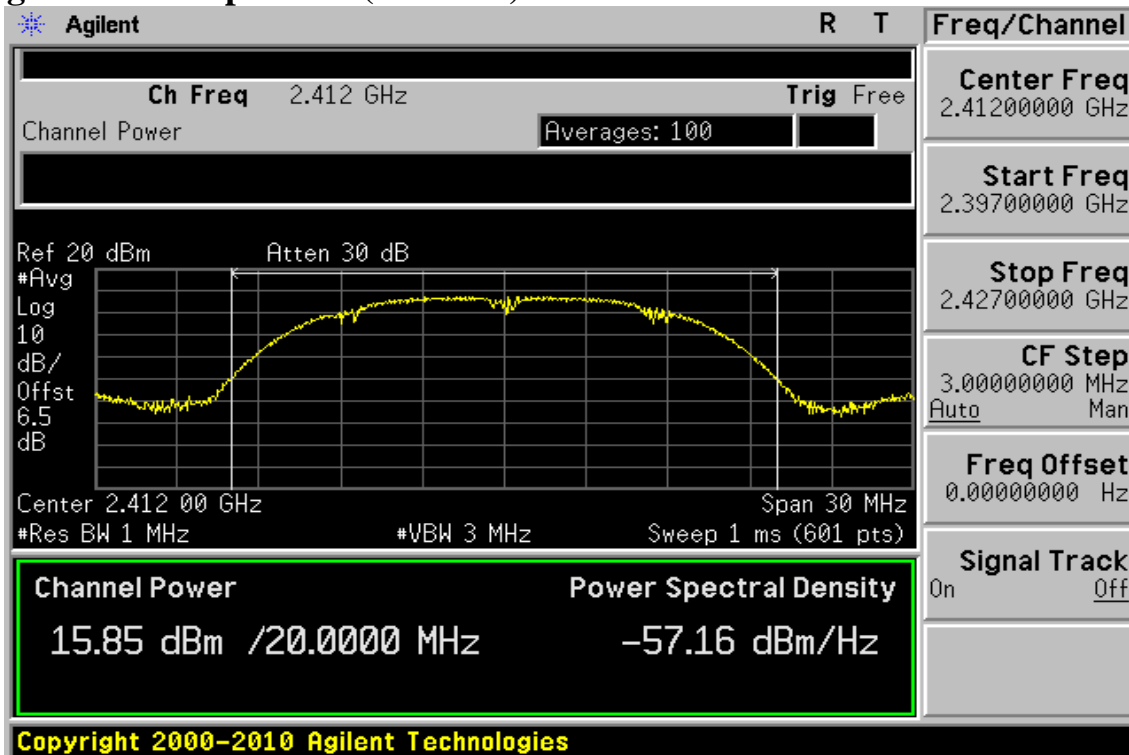 Agilent R T
Freq/Channel
Ch Freq 2.412 GHz Trig Free
Channel Power Averages: 100
Center Freq
2.41200000 GHz
Start Freq
2.39700000 GHz
Ref 20 dBm Atten 30 dB
#Avg
Log
10
dB/
Offst
6.5
dB
Stop Freq
2.42700000 GHz
CF Step
3.00000000 MHz
Auto Man
Center 2.412 00 GHz Span 30 MHz
#Res BW 1 MHz #VBW 3 MHz Sweep 1 ms (601 pts)
Freq Offset
0.00000000 Hz
Signal Track
On Off
Channel Power Power Spectral Density
15.85 dBm /20.0000 MHz -57.16 dBm/Hz
Copyright 2000-2010 Agilent Technologies